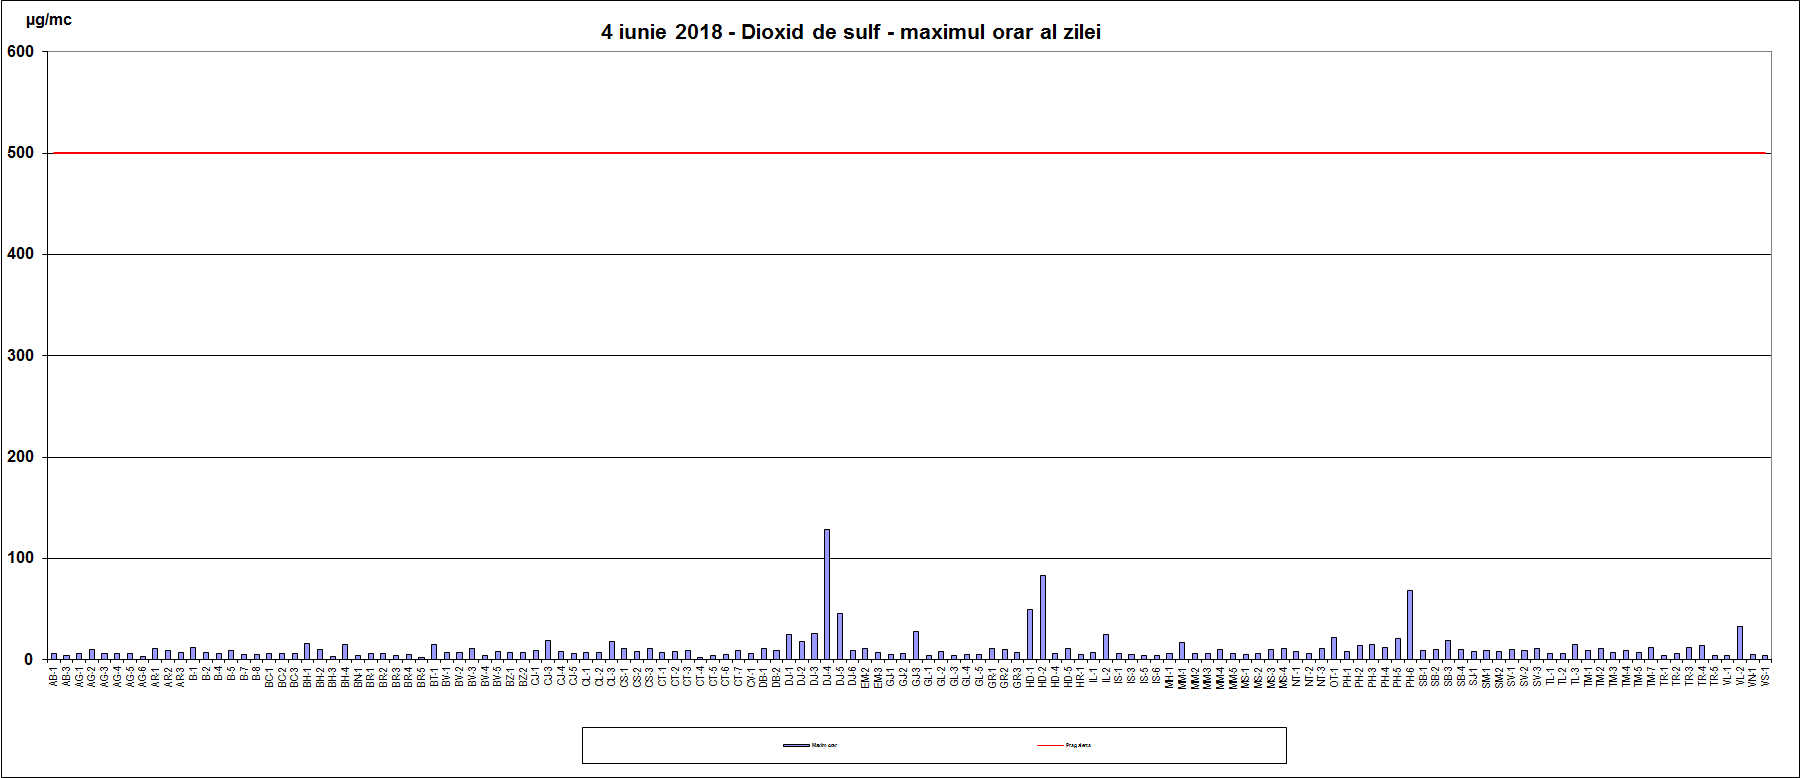 µg/mc
4 iunie 2018 - Dioxid de sulf - maximul orar al zilei
600
500
400
300
200
100
0
AB-1 AB-3 AG-1 AG-2 AG-3 AG-4 AG-5 AG-6 AR-1 AR-2 AR-3 B-1 B-2 B-4 B-5 B-7 B-8 BC-1 BC-2 BC-3 BH-1 BH-2 BH-3 BH-4 BN-1 BR-1 BR-2 BR-3 BR-4 BR-5 BT-1 BV-1 BV-2 BV-3 BV-4 BV-5 BZ-1 BZ-2 CJ-1 CJ-3 CJ-4 CJ-5 CL-1 CL-2 CL-3 CS-1 CS-2 CS-3 CT-1 CT-2 CT-3 CT-4 CT-5 CT-6 CT-7 CV-1 DB-1 DB-2 DJ-1 DJ-2 DJ-3 DJ-4 DJ-5 DJ-6 EM-2 EM-3 GJ-1 GJ-2 GJ-3 GL-1 GL-2 GL-3 GL-4 GL-5 GR-1 GR-2 GR-3 HD-1 HD-2 HD-4 HD-5 HR-1 IL-1 IL-2 IS-1 IS-3 IS-5 IS-6 MH-1 MM-1 MM-2 MM-3 MM-4 MM-5 MS-1 MS-2 MS-3 MS-4 NT-1 NT-2 NT-3 OT-1 PH-1 PH-2 PH-3 PH-4 PH-5 PH-6 SB-1 SB-2 SB-3 SB-4 SJ-1 SM-1 SM-2 SV-1 SV-2 SV-3 TL-1 TL-2 TL-3 TM-1 TM-2 TM-3 TM-4 TM-5 TM-7 TR-1 TR-2 TR-3 TR-4 TR-5 VL-1 VL-2 VN-1 VS-1
Maxim orar Prag alerta